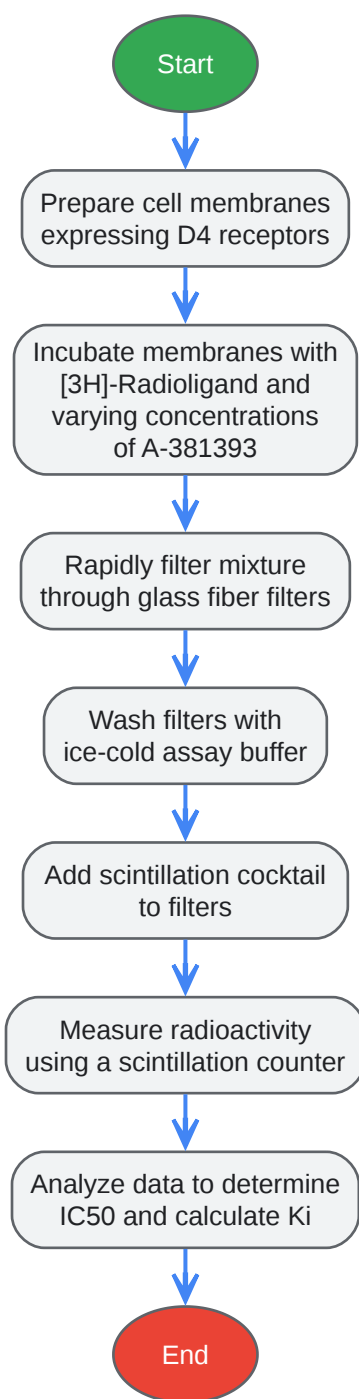 Start
Prepare cell membranes
expressing D4 receptors
Incubate membranes with
[3H]-Radioligand and
varying concentrations
of A-381393
Rapidly filter mixture
through glass fiber filters
Wash filters with
ice-cold assay buffer
Add scintillation cocktail
to filters
Measure radioactivity
using a scintillation counter
Analyze data to determine
IC50 and calculate Ki
End